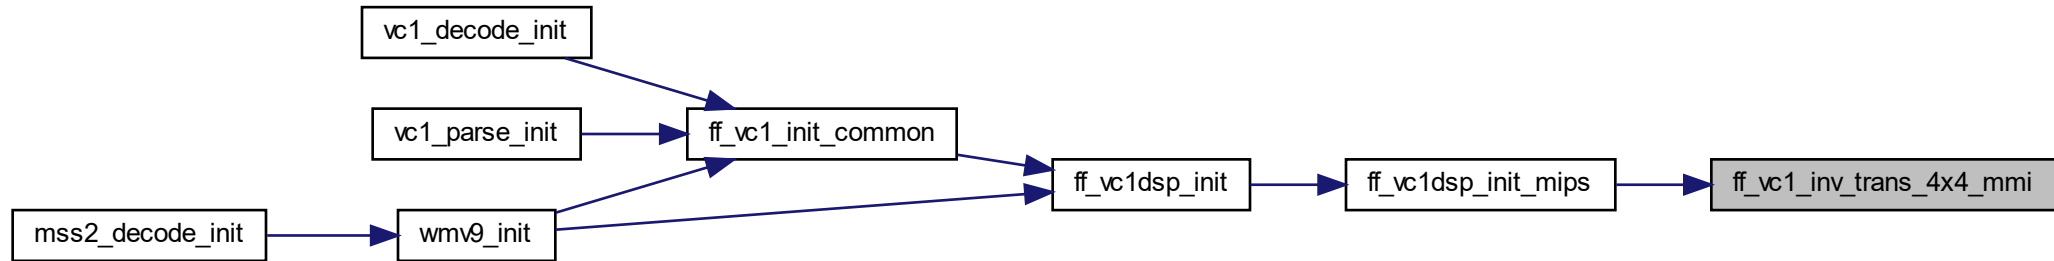 vc1_decode_init
vc1_parse_init
ff_vc1_init_common
ff_vc1dsp_init
ff_vc1dsp_init_mips
ff_vc1_inv_trans_4x4_mmi
mss2_decode_init
wmv9_init